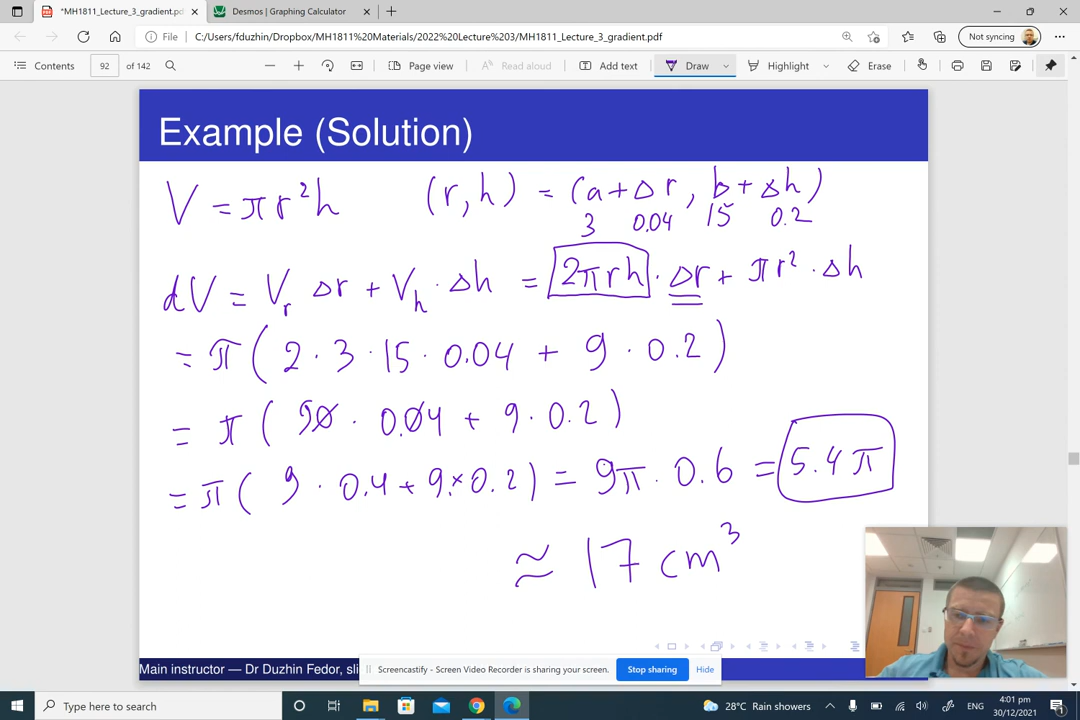 *MH1811_Lecture_3_gradient.pd
Desmos | Graphing Calculator
File C:/Users/fduzhin/Dropbox/MH1811%20Materials/2022%20Lecture%203/MH1811_Lecture_3_gradient.pdf
Not syncing
Contents 92 of 142 Page view Read aloud Add text Draw Highlight Erase
Example (Solution)
V = πr²h (r, h) = (a + Δr, b + Δh)
3 0.04 15 0.2
dV = Vᵣ Δr + Vₕ · Δh = 2πrh · Δr + πr² · Δh
= π( 2 · 3 · 15 · 0.04 + 9 · 0.2 )
= π ( 90 · 0.04 + 9 · 0.2 )
= π( 9 · 0.4 + 9 × 0.2 ) = 9π · 0.6 = 5.4 π
≈ 17 cm³
Main instructor — Dr Duzhin Fedor, sli
Screencastify - Screen Video Recorder is sharing your screen. Stop sharing Hide
Type here to search
28°C Rain showers
ENG
4:01 pm
30/12/2021